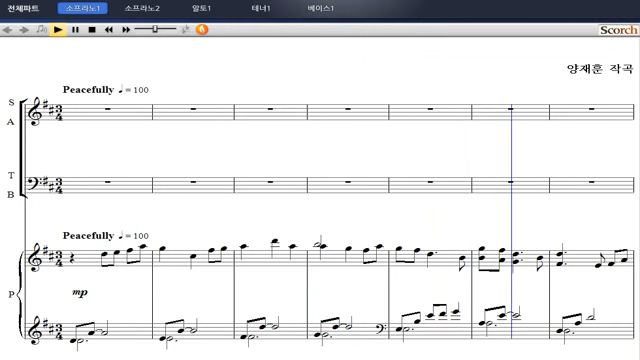 전체파트 소프라노1 소프라노2 알토1 테너1 베이스1
Scorch
양재훈 작곡
Peacefully ♩ = 100
S
A
T
B
Peacefully ♩ = 100
P
mp